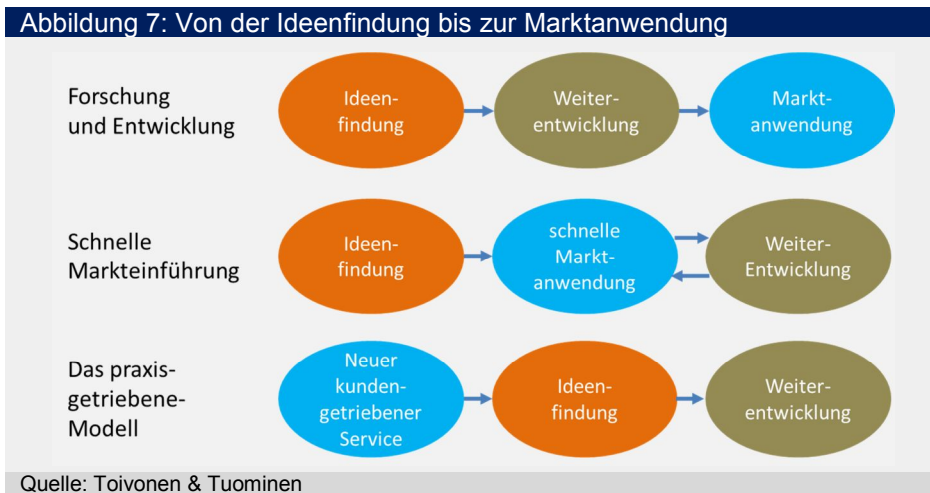 Abbildung 7: Von der Ideenfindung bis zur Marktanwendung
Forschung
und Entwicklung
Ideen-
findung
Weiter-
entwicklung
Markt-
anwendung
Schnelle
Markteinführung
Ideen-
findung
schnelle
Markt-
anwendung
Weiter-
Entwicklung
Das praxis-
getriebene-
Modell
Neuer
kunden-
getriebener
Service
Ideen-
findung
Weiter-
entwicklung
Quelle: Toivonen & Tuominen